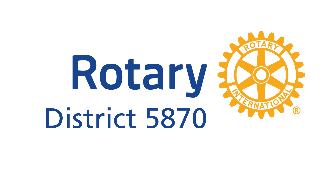 Rotary
District 5870
ROTARY
INTERNATIONAL
®